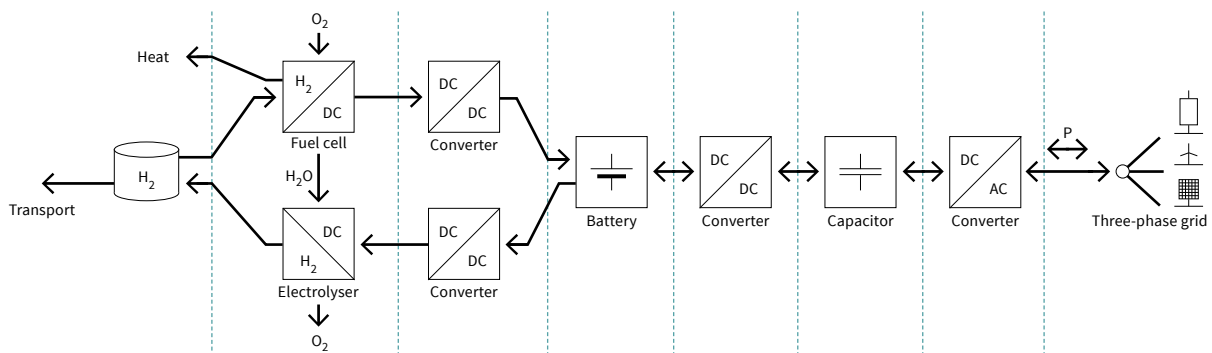 O₂
Heat
H₂
DC
Fuel cell
DC
DC
Converter
P
H₂
H₂O
DC
DC
DC
AC
Transport
Battery
Converter
Capacitor
Converter
Three-phase grid
DC
H₂
Electrolyser
DC
DC
Converter
O₂